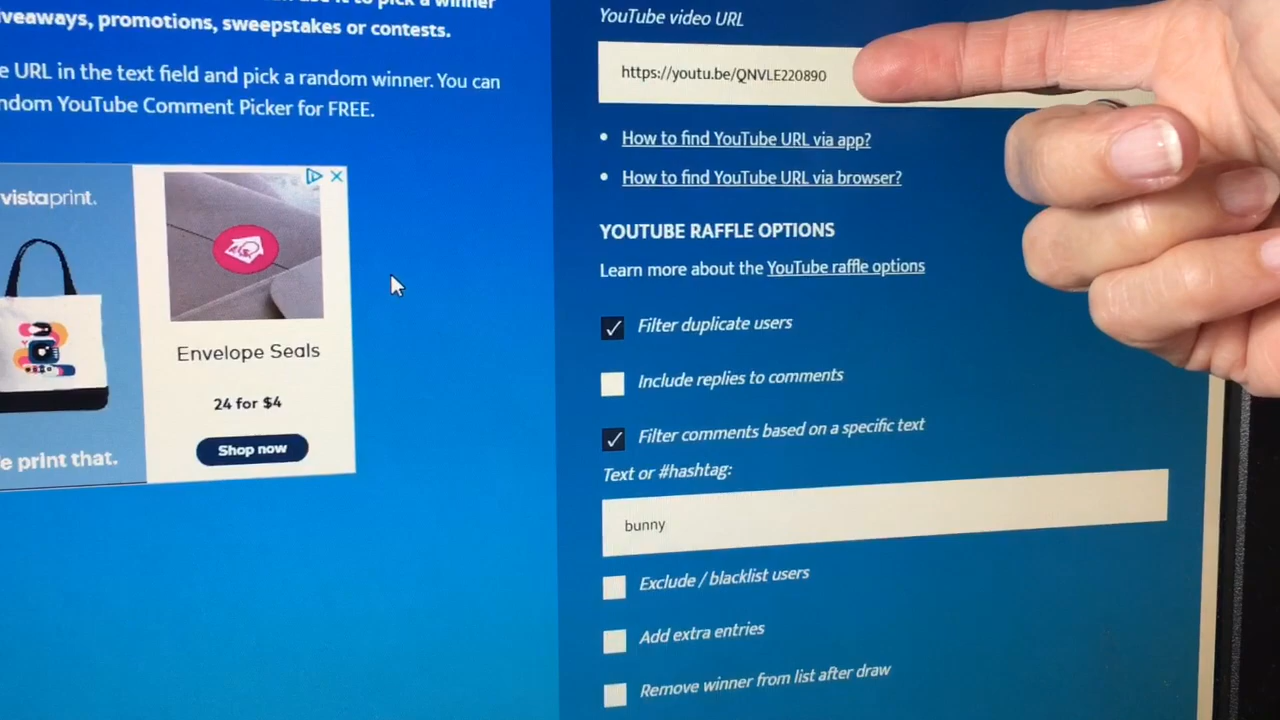 to pick a winner
veaways, promotions, sweepstakes or contests.
e URL in the text field and pick a random winner. You can
ndom YouTube Comment Picker for FREE.
vistaprint.
Envelope Seals
24 for $4
Shop now
e print that.
YouTube video URL
https://youtu.be/QNVLE220890
• How to find YouTube URL via app?
• How to find YouTube URL via browser?
YOUTUBE RAFFLE OPTIONS
Learn more about the YouTube raffle options
Filter duplicate users
Include replies to comments
Filter comments based on a specific text
Text or #hashtag:
bunny
Exclude / blacklist users
Add extra entries
Remove winner from list after draw